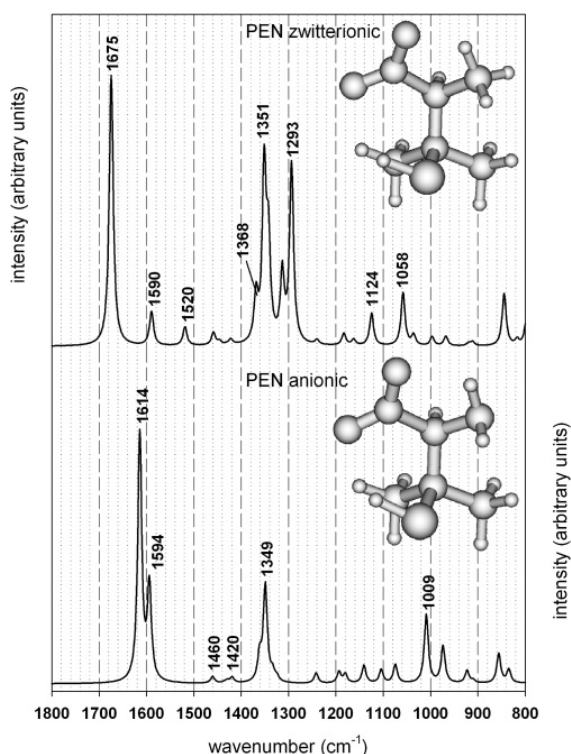 PEN zwitterionic
1675
1351
1293
1368
1590
1520
1124
1058
intensity (arbitrary units)
PEN anionic
1614
1594
1349
1460
1420
1009
intensity (arbitrary units)
1800 1700 1600 1500 1400 1300 1200 1100 1000 900 800
wavenumber (cm⁻¹)